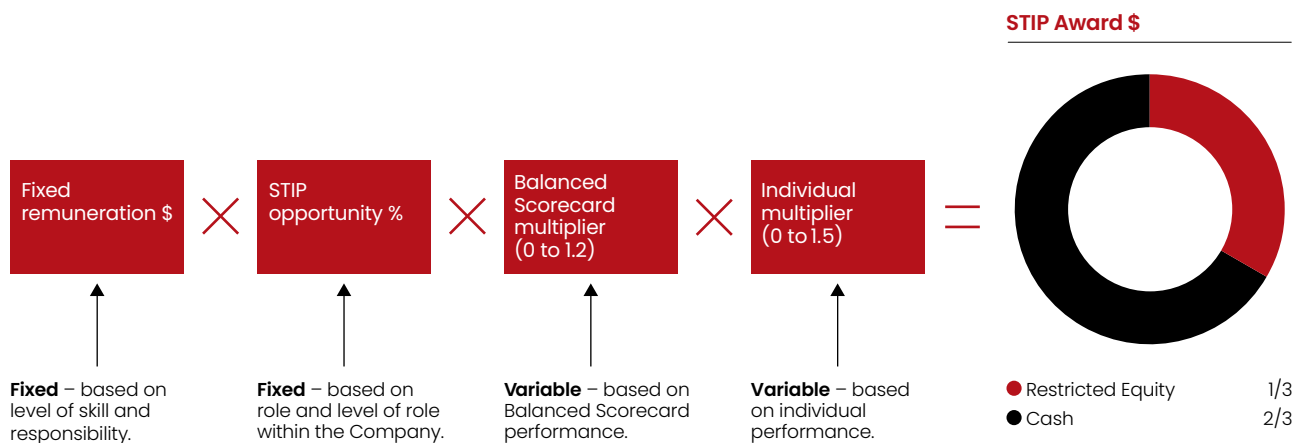 STIP Award $
Fixed
remuneration $
STIP
opportunity %
Balanced
Scorecard
multiplier
(0 to 1.2)
Individual
multiplier
(0 to 1.5)
Fixed – based on
level of skill and
responsibility.
Fixed – based on
role and level of role
within the Company.
Variable – based on
Balanced Scorecard
performance.
Variable – based
on individual
performance.
Restricted Equity 1/3
Cash 2/3